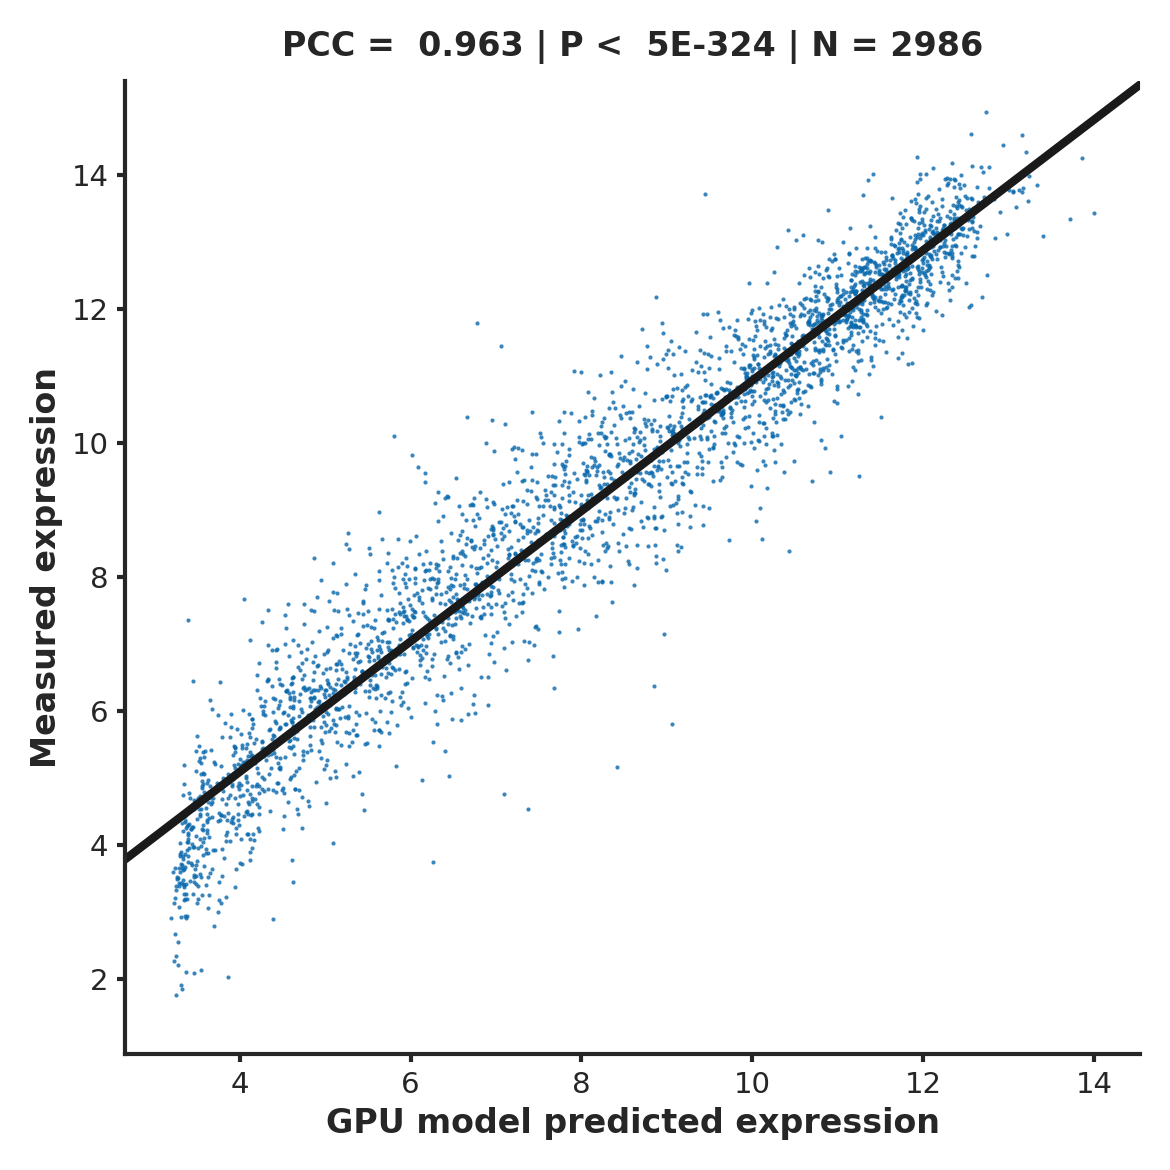 PCC =  0.963 | P <  5E-324 | N = 2986
14
12
10
8
6
4
2
Measured expression
4 6 8 10 12 14
GPU model predicted expression